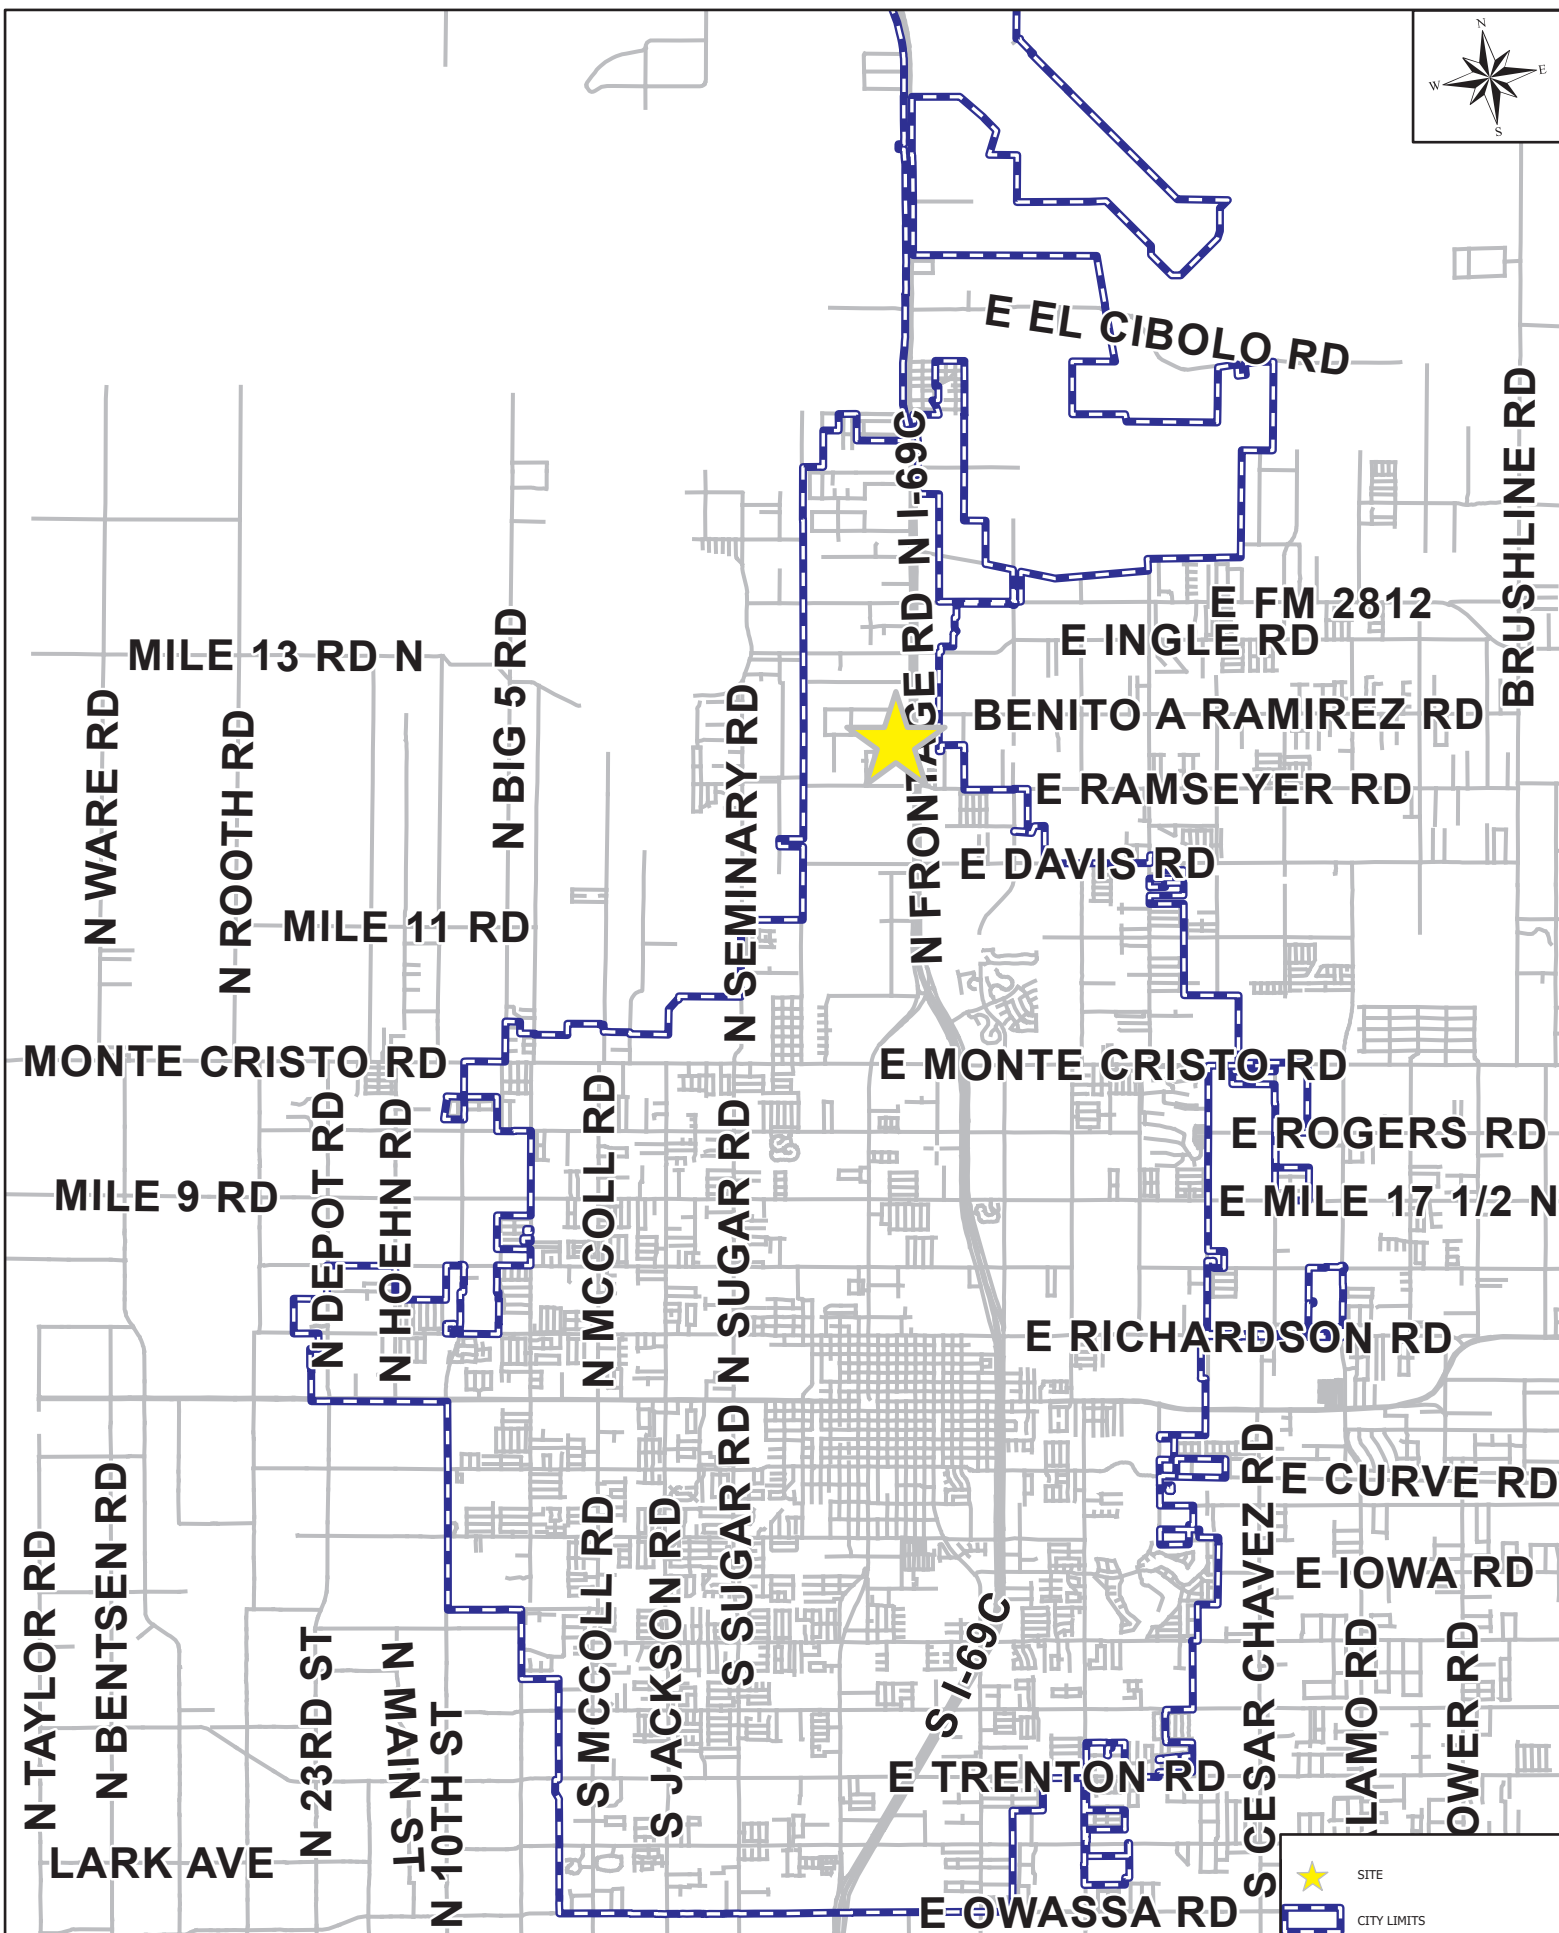 N
W E
S
E EL CIBOLO RD
BRUSHLINE RD
N I-69C
E FM 2812
E INGLE RD
MILE 13 RD N
N BIG 5 RD
N WARE RD
N ROOTH RD
N SEMINARY RD
N FRONTAGE RD
BENITO A RAMIREZ RD
E RAMSEYER RD
E DAVIS RD
MILE 11 RD
MONTE CRISTO RD
E MONTE CRISTO RD
N DEPOT RD
N HOEHN RD
N MCCOLL RD
N SUGAR RD
E ROGERS RD
MILE 9 RD
E MILE 17 1/2 N
E RICHARDSON RD
S SUGAR RD
S CESAR CHAVEZ RD
E CURVE RD
N TAYLOR RD
N BENTSEN RD
S MCCOLL RD
S JACKSON RD
E IOWA RD
S I-69C
N 23RD ST
N MAIN ST
N 10TH ST
LAMO RD
OWER RD
E TRENTON RD
LARK AVE
E OWASSA RD
SITE
CITY LIMITS